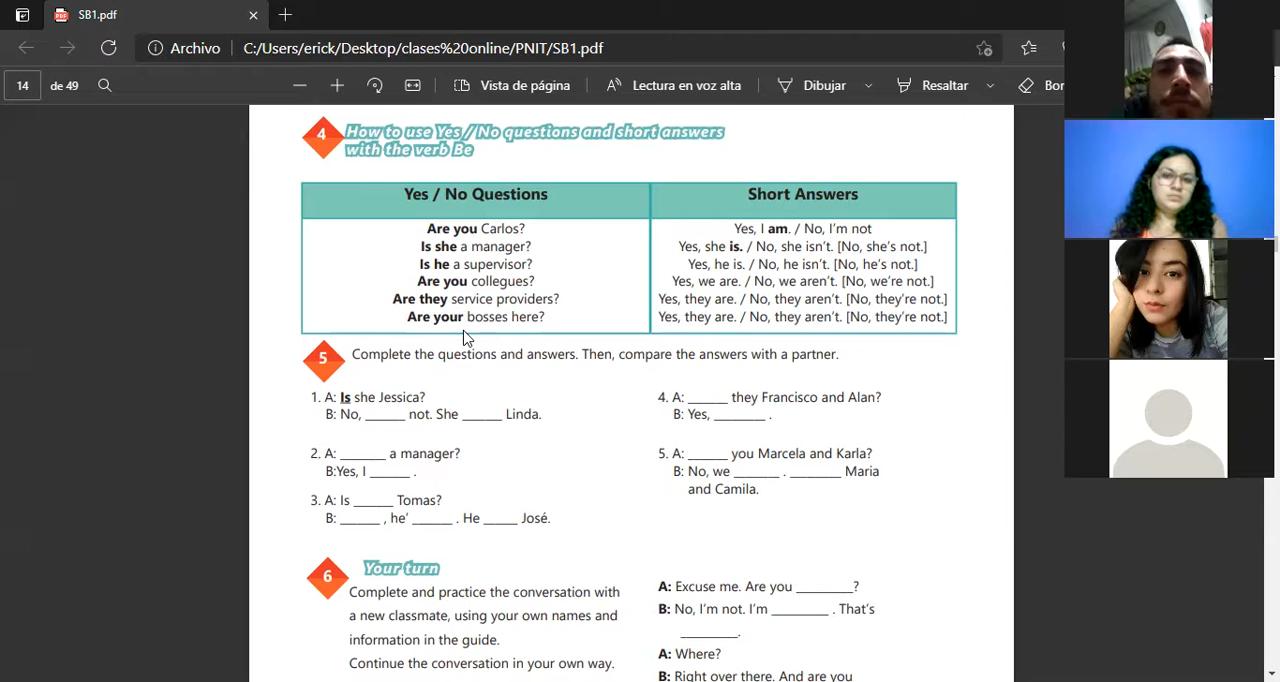 SB1.pdf
Archivo C:/Users/erick/Desktop/clases%20online/PNIT/SB1.pdf
14 de 49 Vista de página Lectura en voz alta Dibujar Resaltar Bor
4 How to use Yes / No questions and short answers
with the verb Be
Yes / No Questions Short Answers
Are you Carlos? Yes, I am. / No, I'm not
Is she a manager? Yes, she is. / No, she isn't. [No, she's not.]
Is he a supervisor? Yes, he is. / No, he isn't. [No, he's not.]
Are you collegues? Yes, we are. / No, we aren't. [No, we're not.]
Are they service providers? Yes, they are. / No, they aren't. [No, they're not.]
Are your bosses here? Yes, they are. / No, they aren't. [No, they're not.]
5 Complete the questions and answers. Then, compare the answers with a partner.
1. A: Is she Jessica?
B: No, ______ not. She ______ Linda.
2. A: _______ a manager?
B:Yes, I ______ .
3. A: Is ______ Tomas?
B: ______ , he' ______ . He _____ José.
4. A: ______ they Francisco and Alan?
B: Yes, ________ .
5. A: ______ you Marcela and Karla?
B: No, we _______ . ________ Maria
and Camila.
6 Your turn
Complete and practice the conversation with
a new classmate, using your own names and
information in the guide.
Continue the conversation in your own way.
A: Excuse me. Are you _________?
B: No, I'm not. I'm _________ . That's
_________.
A: Where?
B: Right over there. And are you